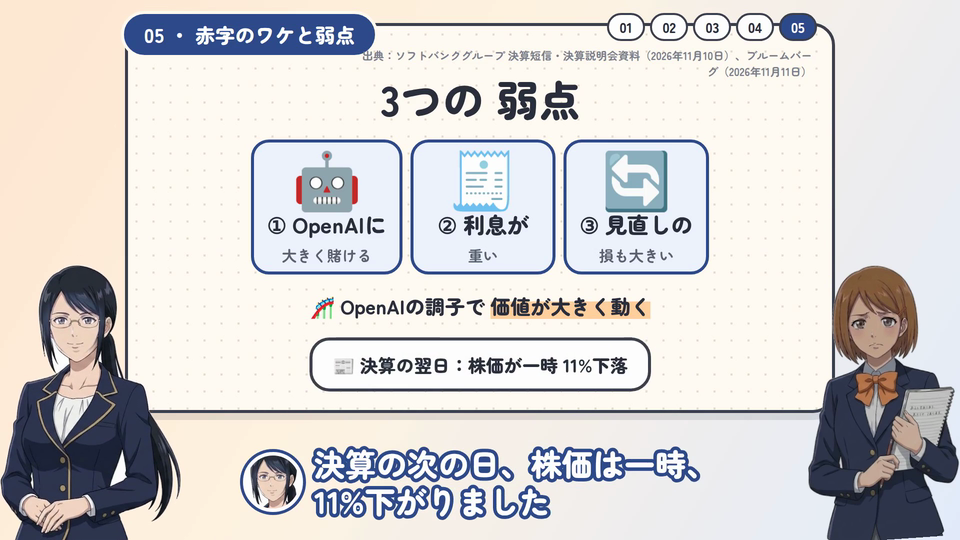 05 ・ 赤字のワケと弱点
01 02 03 04 05
出典：ソフトバンクグループ 決算短信・決算説明会資料（2026年11月10日）、ブルームバー
グ（2026年11月11日）
3つの 弱点
① OpenAIに
大きく賭ける
② 利息が
重い
③ 見直しの
損も大きい
OpenAIの調子で 価値が大きく動く
決算の翌日：株価が一時 11%下落
決算の次の日、株価は一時、
11%下がりました